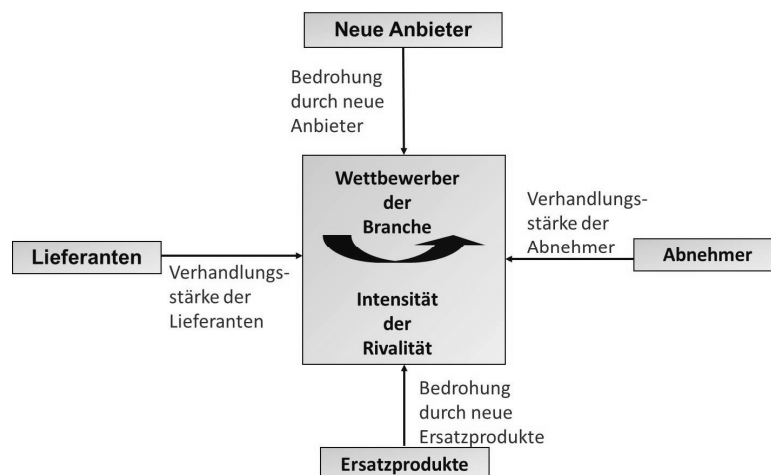 Neue Anbieter
Bedrohung
durch neue
Anbieter
Wettbewerber
der
Branche
Verhandlungs-
stärke der
Abnehmer
Lieferanten
Abnehmer
Verhandlungs-
stärke der
Lieferanten
Intensität
der
Rivalität
Bedrohung
durch neue
Ersatzprodukte
Ersatzprodukte